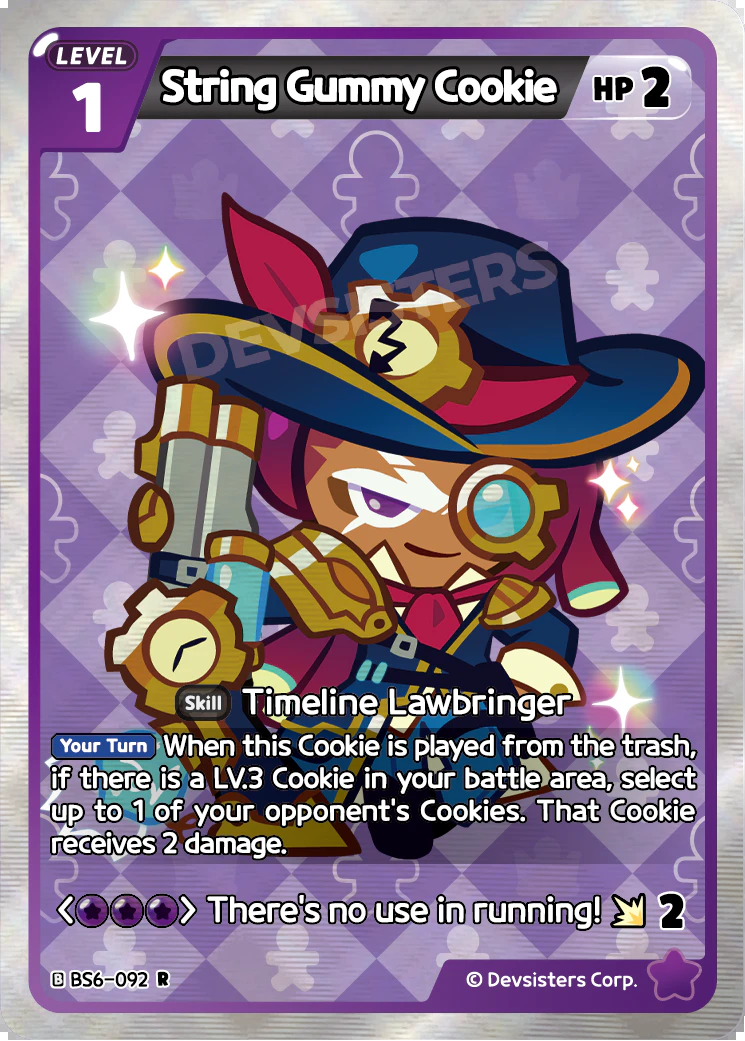 LEVEL
1
String Gummy Cookie
HP 2
DEVSISTERS
Skill Timeline Lawbringer
Your Turn When this Cookie is played from the trash,
if there is a LV.3 Cookie in your battle area, select
up to 1 of your opponent's Cookies. That Cookie
receives 2 damage.
There's no use in running! 2
B BS6-092 R
© Devsisters Corp.